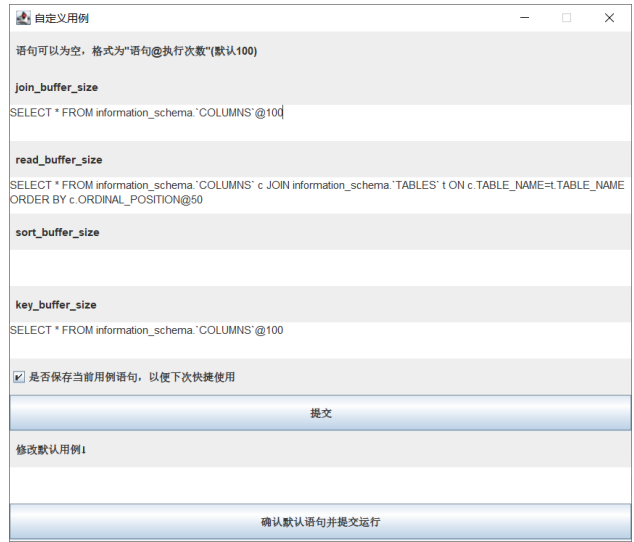 自定义用例
语句可以为空，格式为"语句@执行次数"(默认100)
join_buffer_size
SELECT * FROM information_schema.`COLUMNS`@100
read_buffer_size
SELECT * FROM information_schema.`COLUMNS` c JOIN information_schema.`TABLES` t ON c.TABLE_NAME=t.TABLE_NAME
ORDER BY c.ORDINAL_POSITION@50
sort_buffer_size
key_buffer_size
SELECT * FROM information_schema.`COLUMNS`@100
是否保存当前用例语句，以便下次快捷使用
提交
修改默认用例↓
确认默认语句并提交运行